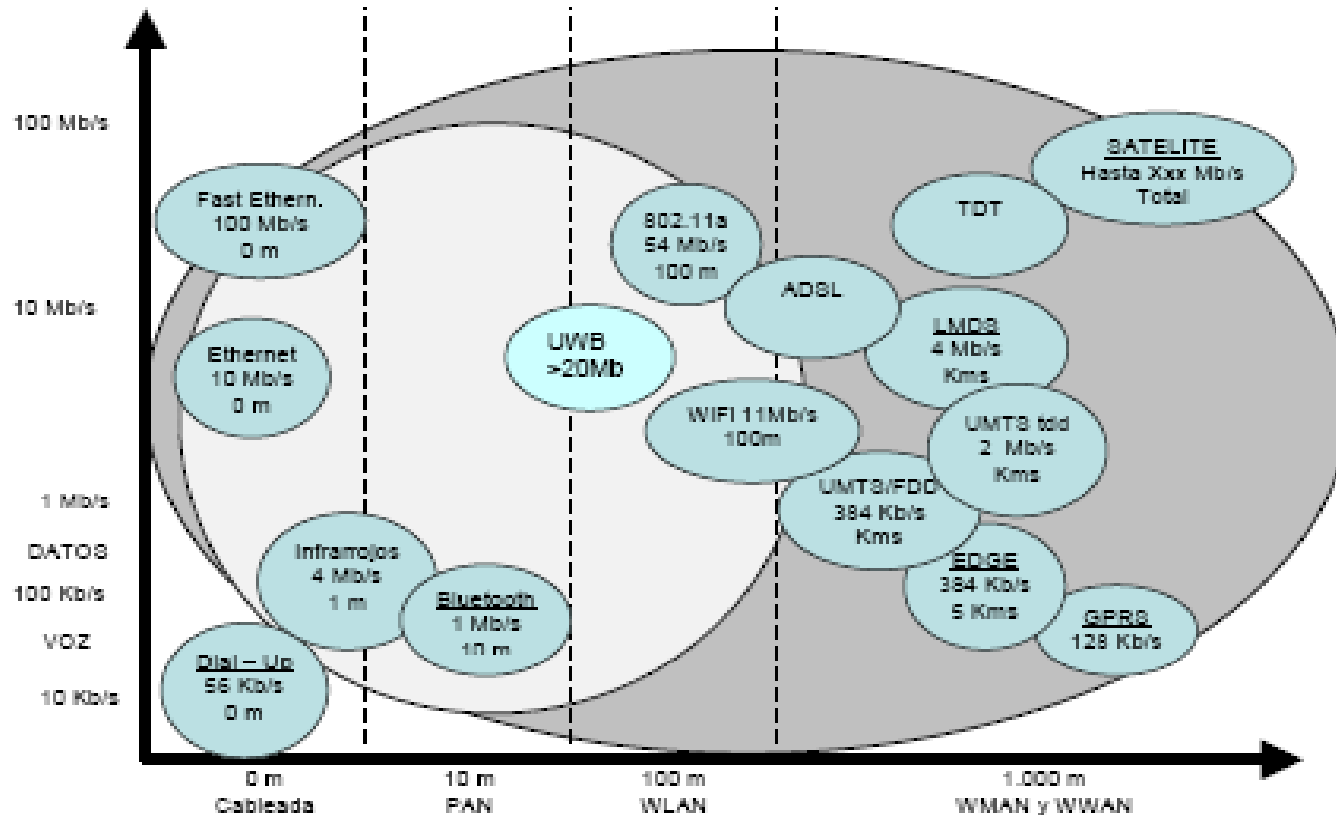 100 Mb/s
10 Mb/s
1 Mb/s
DATOS
100 Kb/s
VOZ
10 Kb/s
Fast Ethern.
100 Mb/s
0 m
Ethernet
10 Mb/s
0 m
Infrarrojos
4 Mb/s
1 m
Bluetooth
1 Mb/s
10 m
Dial – Up
56 Kb/s
0 m
UWB
>20Mb
802.11a
54 Mb/s
100 m
WIFI 11Mb/s
100m
ADSL
TDT
SATELITE
Hasta Xxx Mb/s
Total
LMDS
4 Mb/s
Kms
UMTS tdd
2 Mb/s
Kms
UMTS/FDD
384 Kb/s
Kms
EDGE
384 Kb/s
5 Kms
GPRS
128 Kb/s
0 m
Cableada
10 m
PAN
100 m
WLAN
1.000 m
WMAN y WWAN